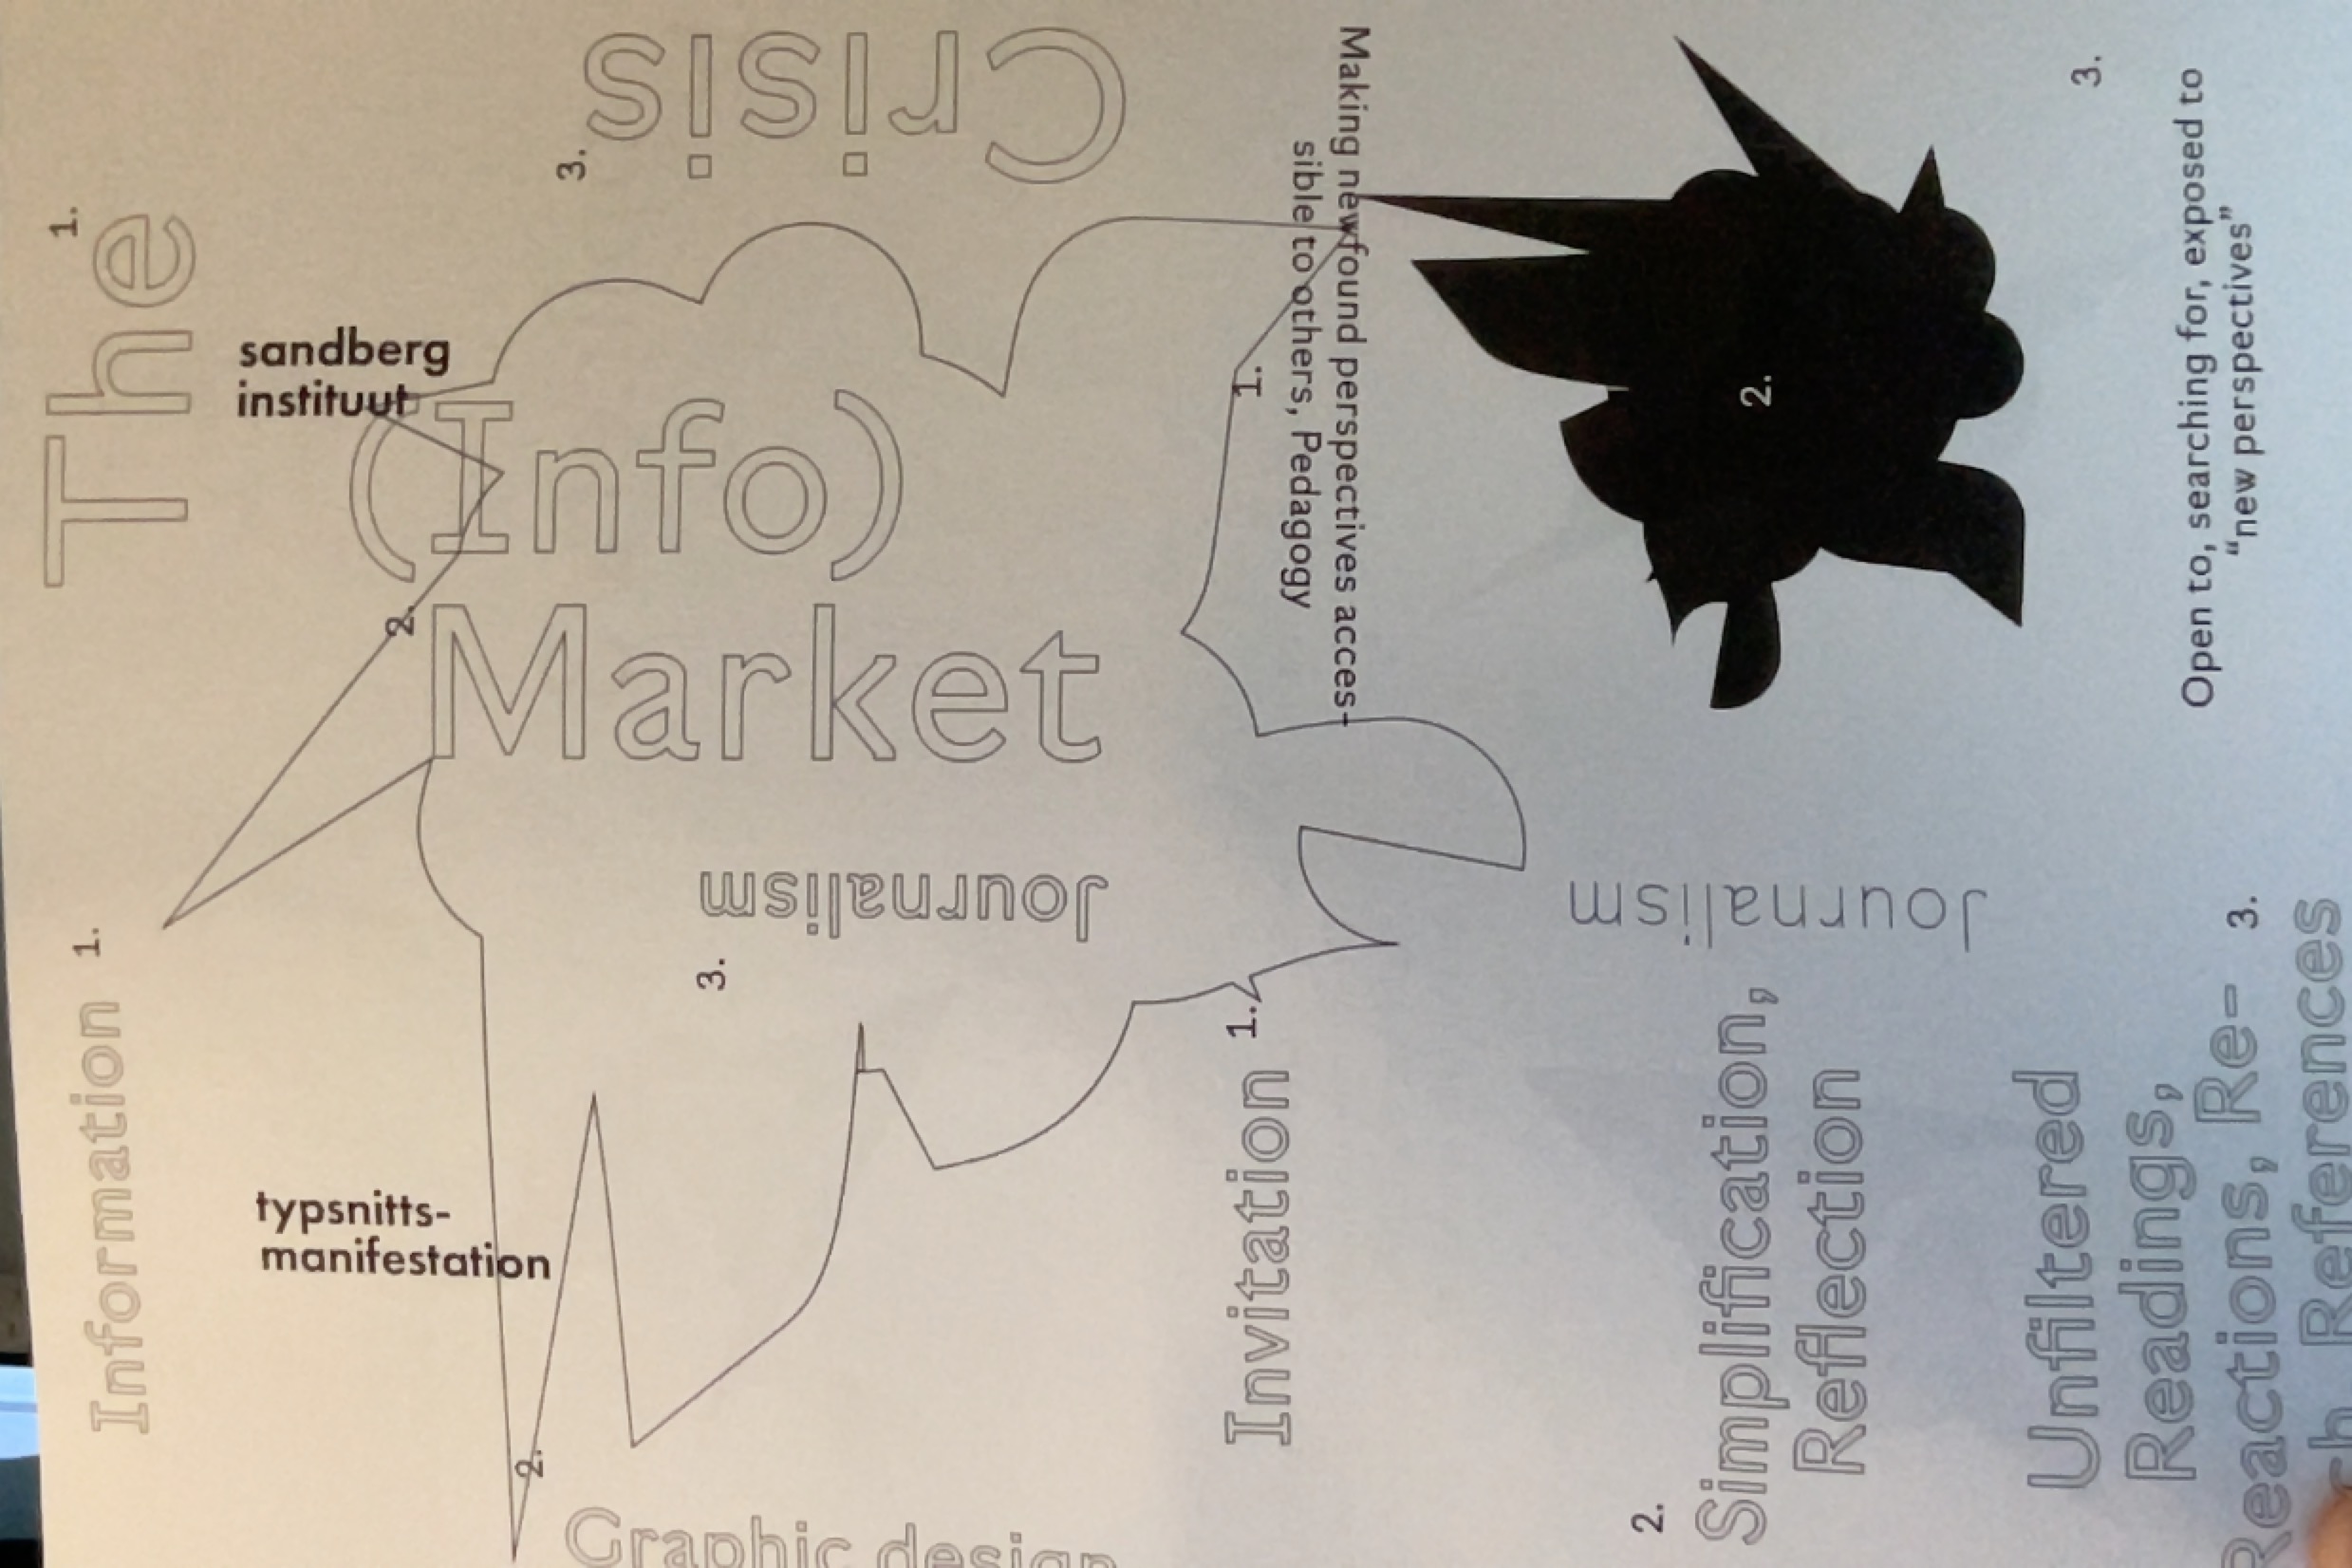 1.
The
3.
Crisis
sandberg
instituut
(Info)
2.
Market
Making newfound perspectives acces-
sible to others, Pedagogy
1.
2.
3.
Open to, searching for, exposed to
“new perspectives”
Information 1.
3.
Journalism
Journalism
typsnitts-
manifestation
2.
Graphic design
Invitation 1.
2.
Simplification,
Reflection
Unfiltered
Readings,
Reactions, Re-
3.
References